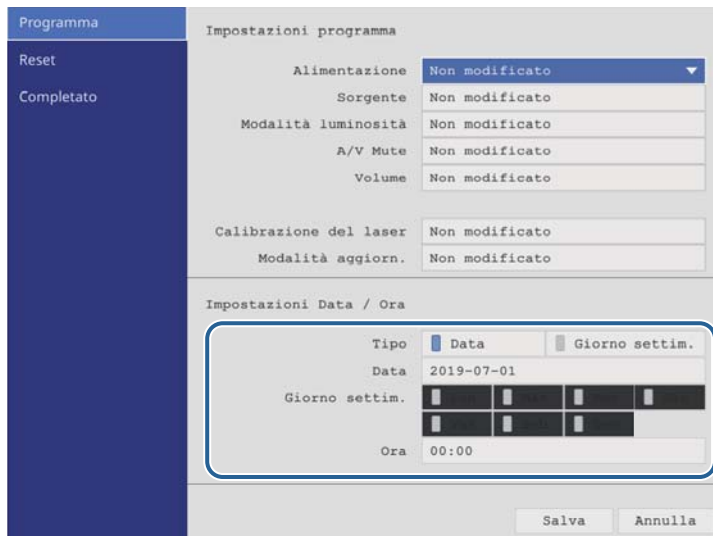 Programma
Reset
Completato
Impostazioni programma
Alimentazione Non modificato
Sorgente Non modificato
Modalità luminosità Non modificato
A/V Mute Non modificato
Volume Non modificato
Calibrazione del laser Non modificato
Modalità aggiorn. Non modificato
Impostazioni Data / Ora
Tipo Data Giorno settim.
Data 2019-07-01
Giorno settim.
Ora 00:00
Salva Annulla